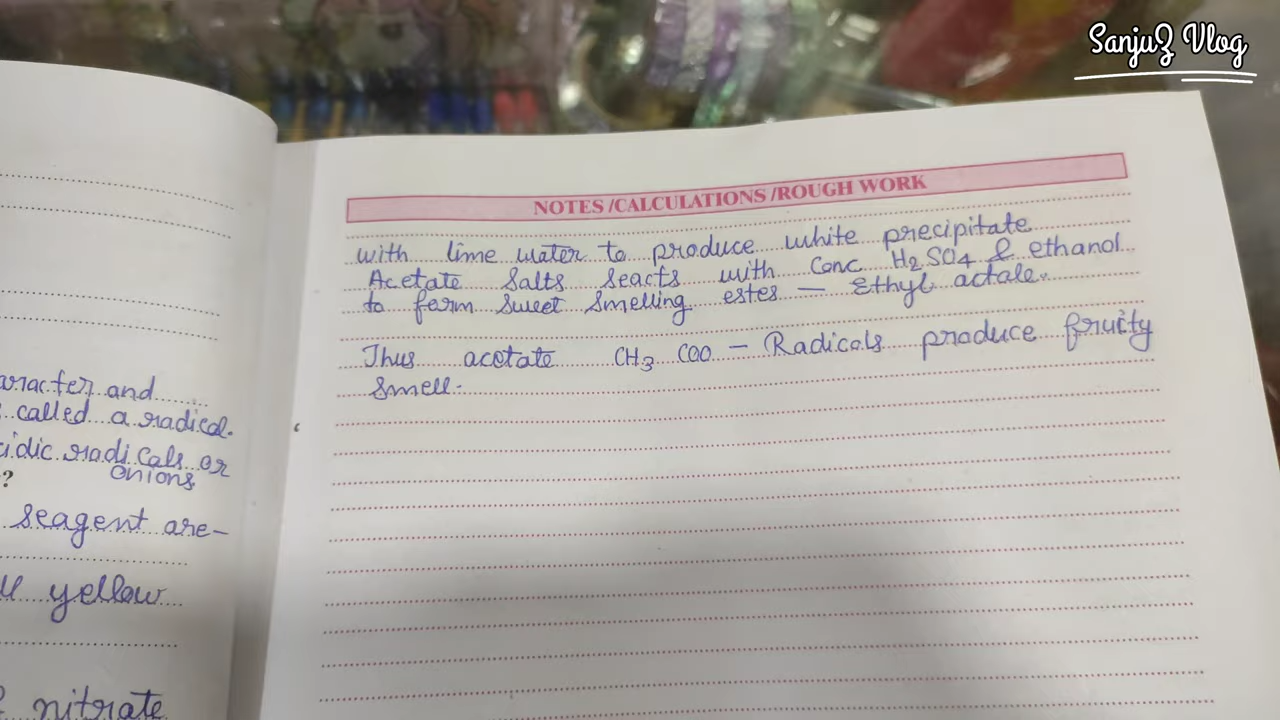 SanjuZ Vlog
aracter and
called a radical.
cidic radicals or
anions
?
reagent are-
ll yellow
nitrate
NOTES /CALCULATIONS /ROUGH WORK
with lime water to produce white precipitate
Acetate Salts reacts with Conc H2SO4 & ethanol
to form sweet smelling ester — Ethyl actale.
Thus acetate CH3 COO – Radicals produce fruity
smell.